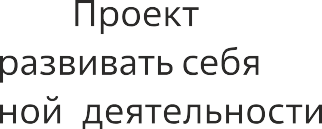 Проект
развивать себя
ной деятельности